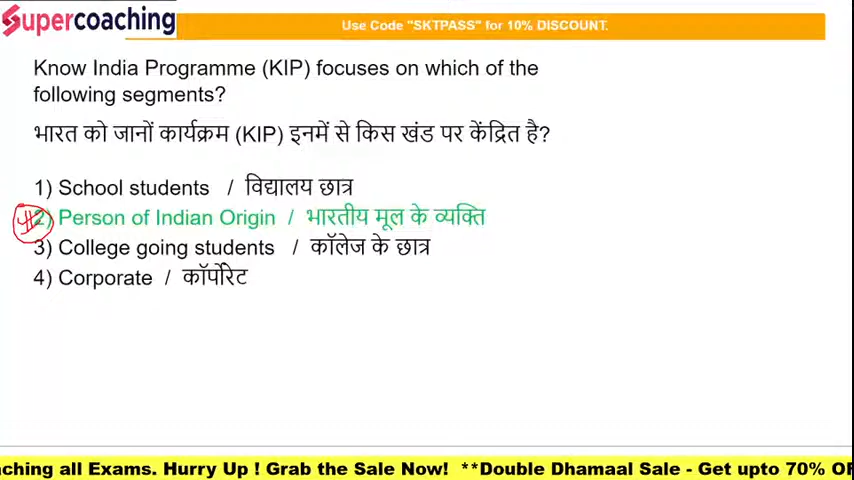 Supercoaching
Use Code "SKTPASS" for 10% DISCOUNT.
Know India Programme (KIP) focuses on which of the
following segments?
भारत को जानों कार्यक्रम (KIP) इनमें से किस खंड पर केंद्रित है?
1) School students / विद्यालय छात्र
2) Person of Indian Origin / भारतीय मूल के व्यक्ति
3) College going students / कॉलेज के छात्र
4) Corporate / कॉर्पोरेट
aching all Exams. Hurry Up ! Grab the Sale Now! **Double Dhamaal Sale - Get upto 70% OF